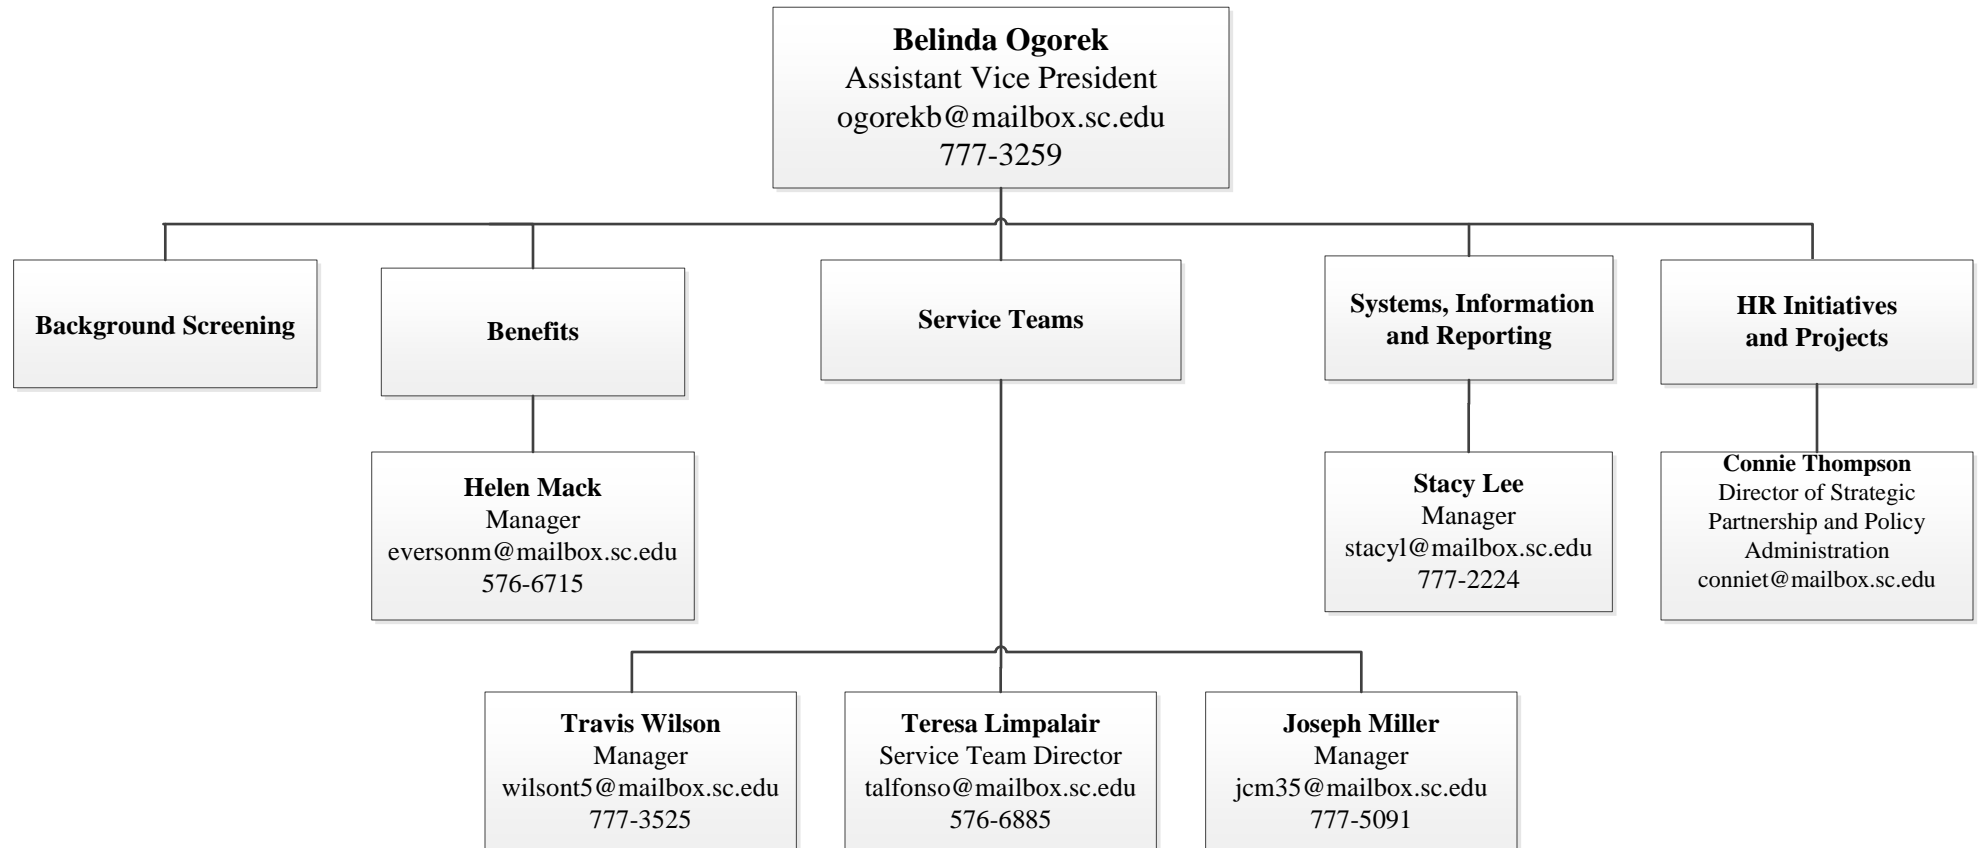 Belinda Ogorek
Assistant Vice President
ogorekb@mailbox.sc.edu
777-3259
Background Screening
Benefits
Service Teams
Systems, Information
and Reporting
HR Initiatives
and Projects
Helen Mack
Manager
eversonm@mailbox.sc.edu
576-6715
Stacy Lee
Manager
stacyl@mailbox.sc.edu
777-2224
Connie Thompson
Director of Strategic
Partnership and Policy
Administration
conniet@mailbox.sc.edu
Travis Wilson
Manager
wilsont5@mailbox.sc.edu
777-3525
Teresa Limpalair
Service Team Director
talfonso@mailbox.sc.edu
576-6885
Joseph Miller
Manager
jcm35@mailbox.sc.edu
777-5091